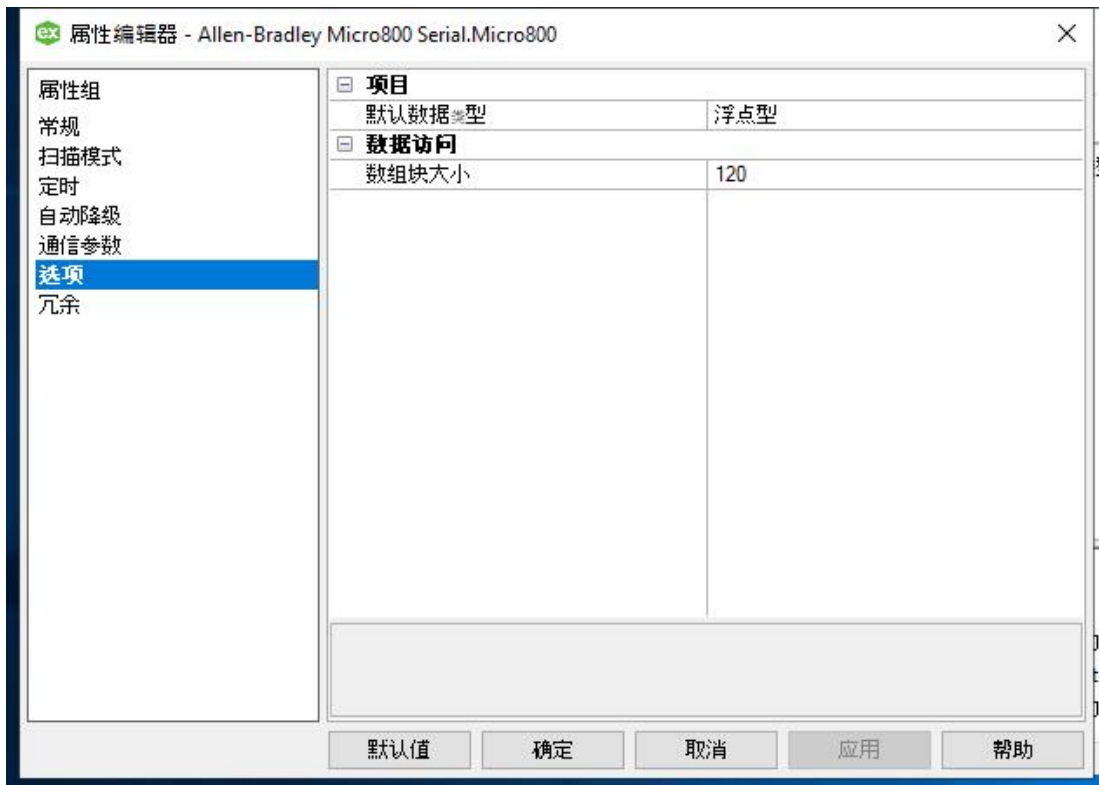 ex 属性编辑器 - Allen-Bradley Micro800 Serial.Micro800
属性组
常规
扫描模式
定时
自动降级
通信参数
选项
冗余
项目
默认数据类型 浮点型
数据访问
数组块大小 120
默认值 确定 取消 应用 帮助